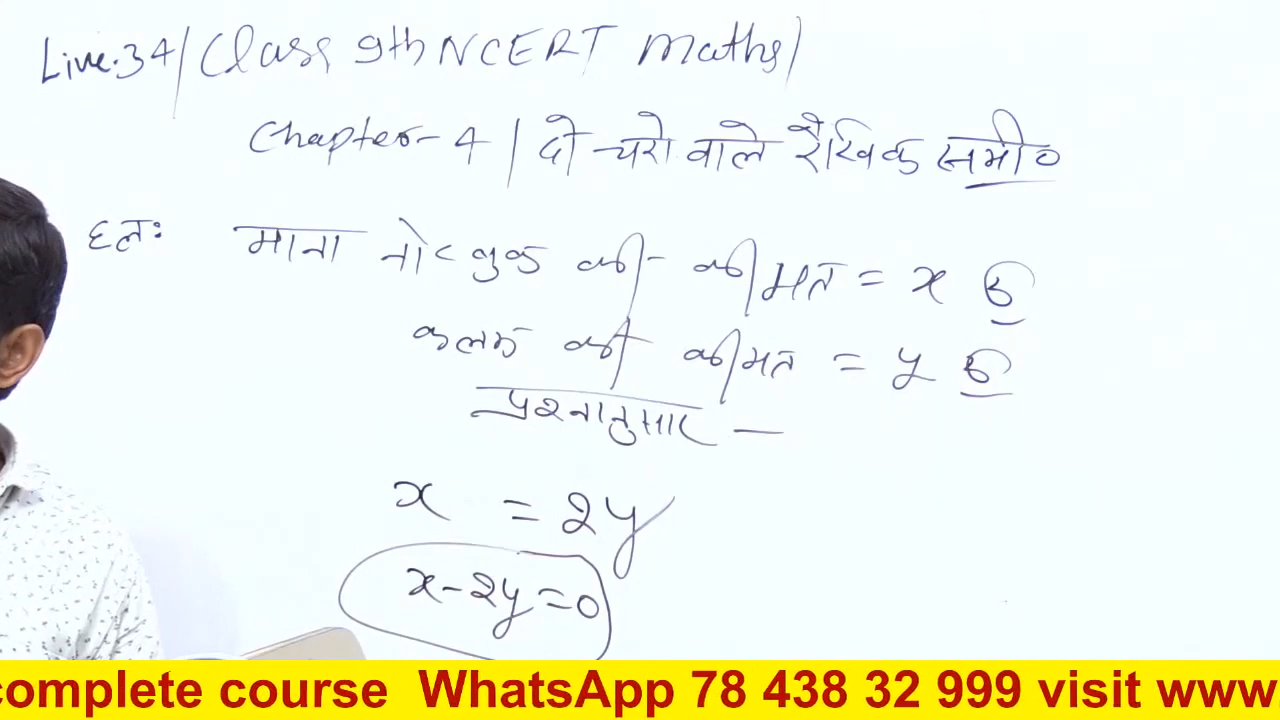 Live.34/Class 9th NCERT Maths/
Chapter-4/दो चरो वाले रैखिक समी०
हलः माना नोटबुक की कीमत = x रु
कलम की कीमत = y रु
प्रश्नानुसार —
x = 2y
x-2y=0
complete course WhatsApp 78 438 32 999 visit www.